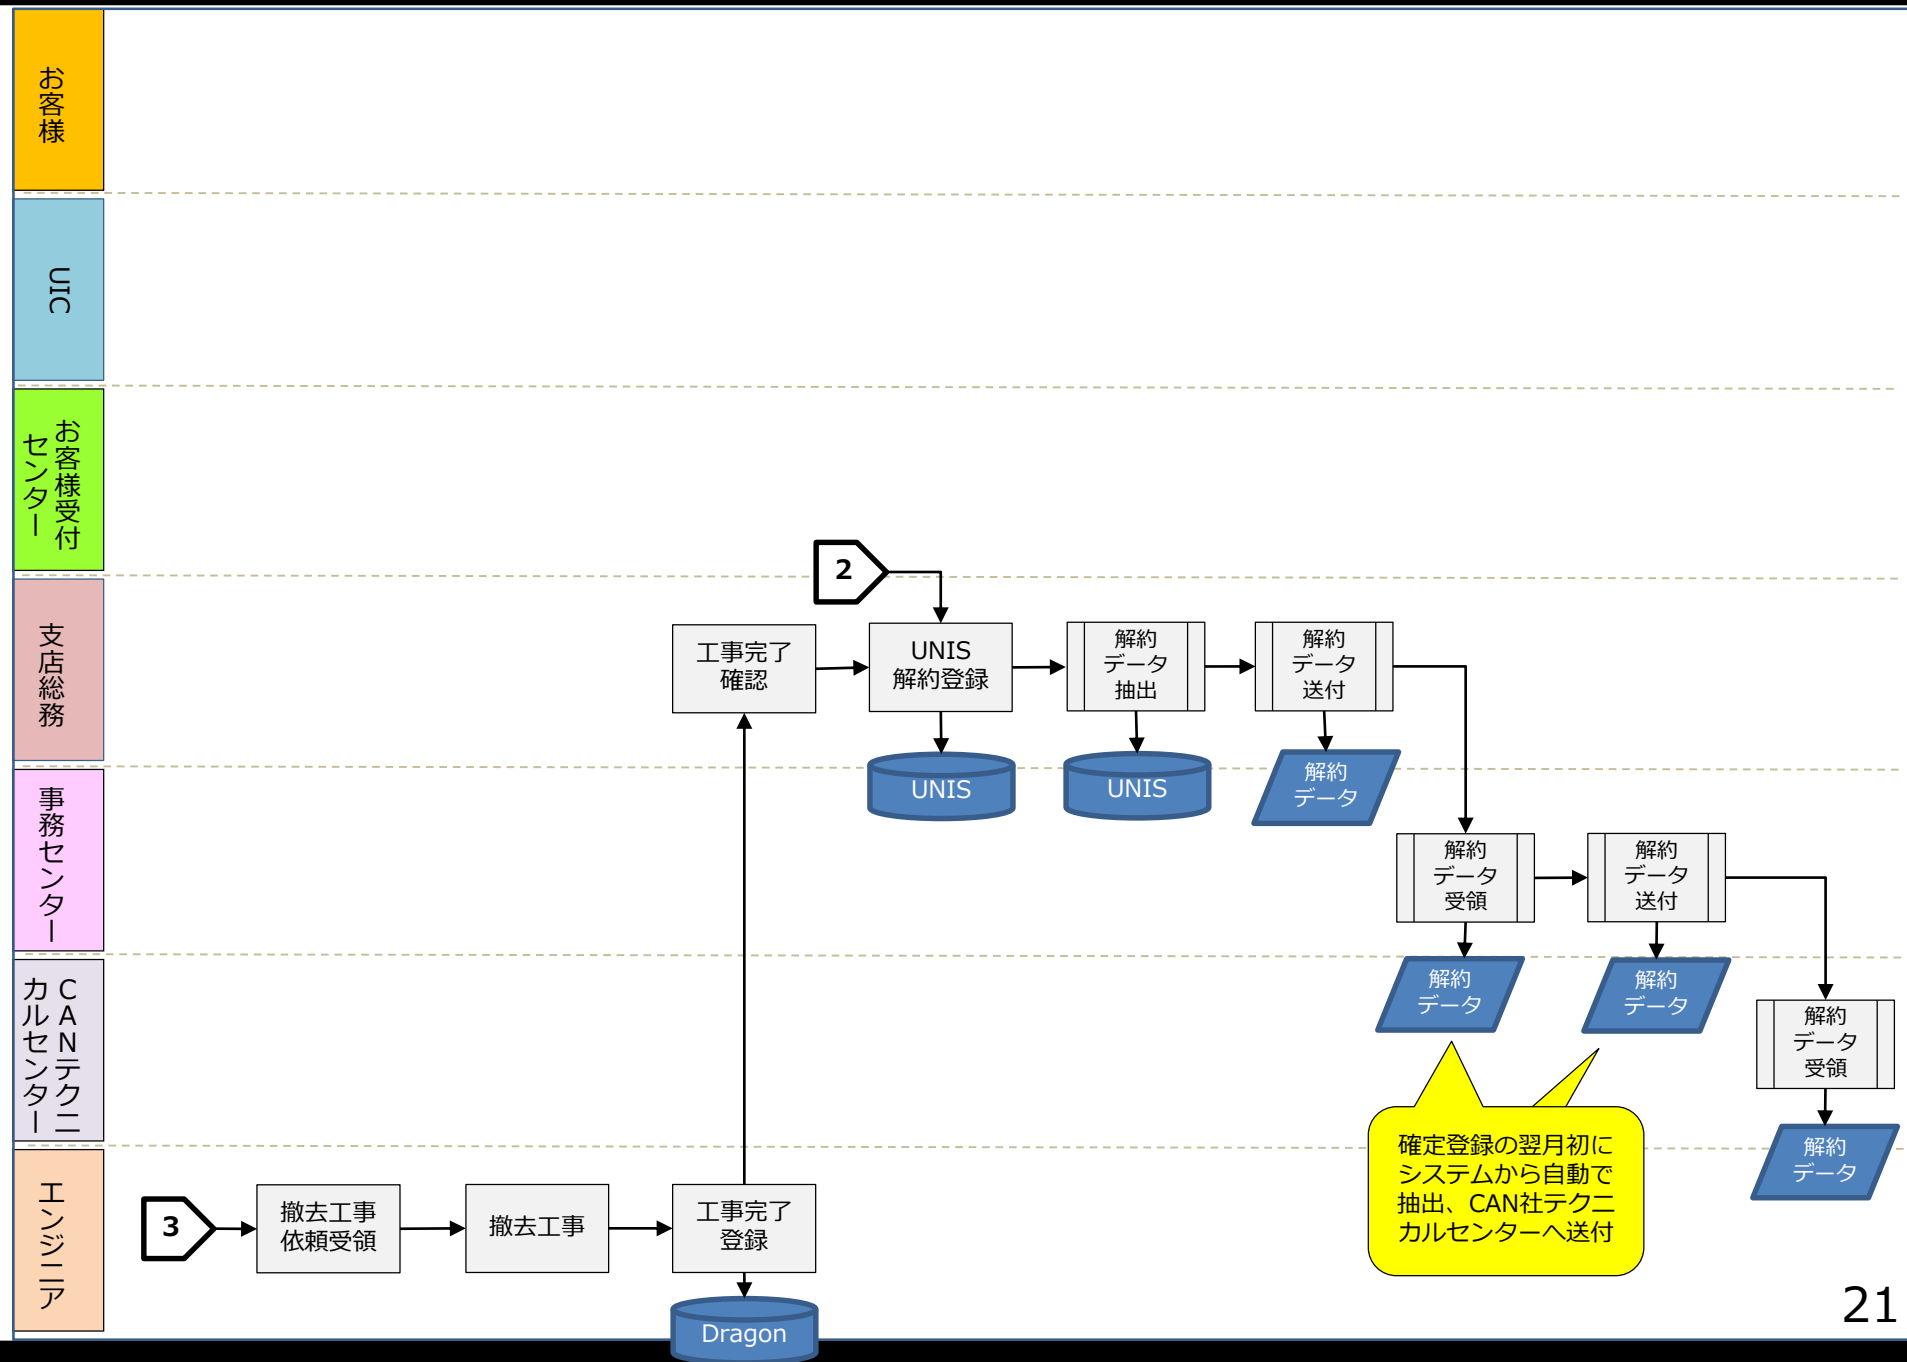 お客様
UIC
お客様受付
センター
支店総務
事務センター
CANテクニ
カルセンター
エンジニア
2
工事完了
確認
UNIS
解約登録
解約
データ
抽出
解約
データ
送付
UNIS
UNIS
解約
データ
解約
データ
受領
解約
データ
送付
解約
データ
解約
データ
解約
データ
受領
解約
データ
確定登録の翌月初に
システムから自動で
抽出、CAN社テクニ
カルセンターへ送付
3
撤去工事
依頼受領
撤去工事
工事完了
登録
Dragon
21